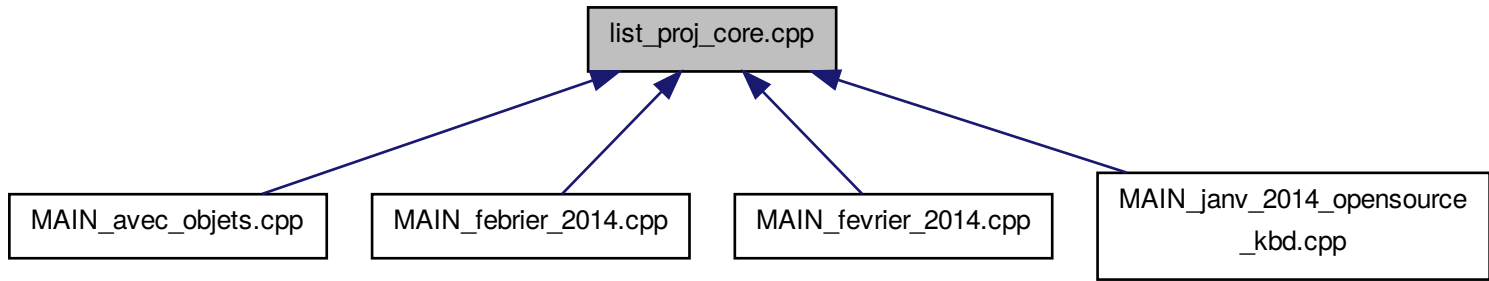 list_proj_core.cpp
MAIN_avec_objets.cpp
MAIN_febrier_2014.cpp
MAIN_fevrier_2014.cpp
MAIN_janv_2014_opensource
_kbd.cpp